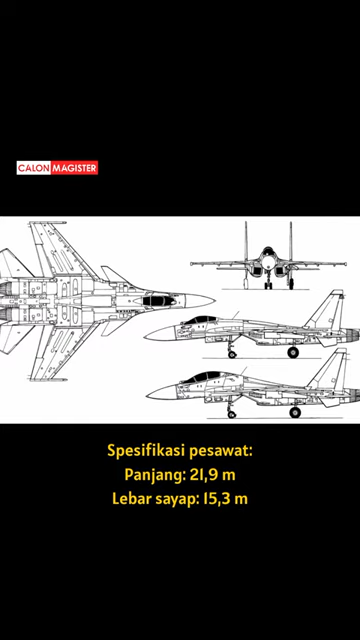 CALON MAGISTER
Spesifikasi pesawat:
Panjang: 21,9 m
Lebar sayap: 15,3 m